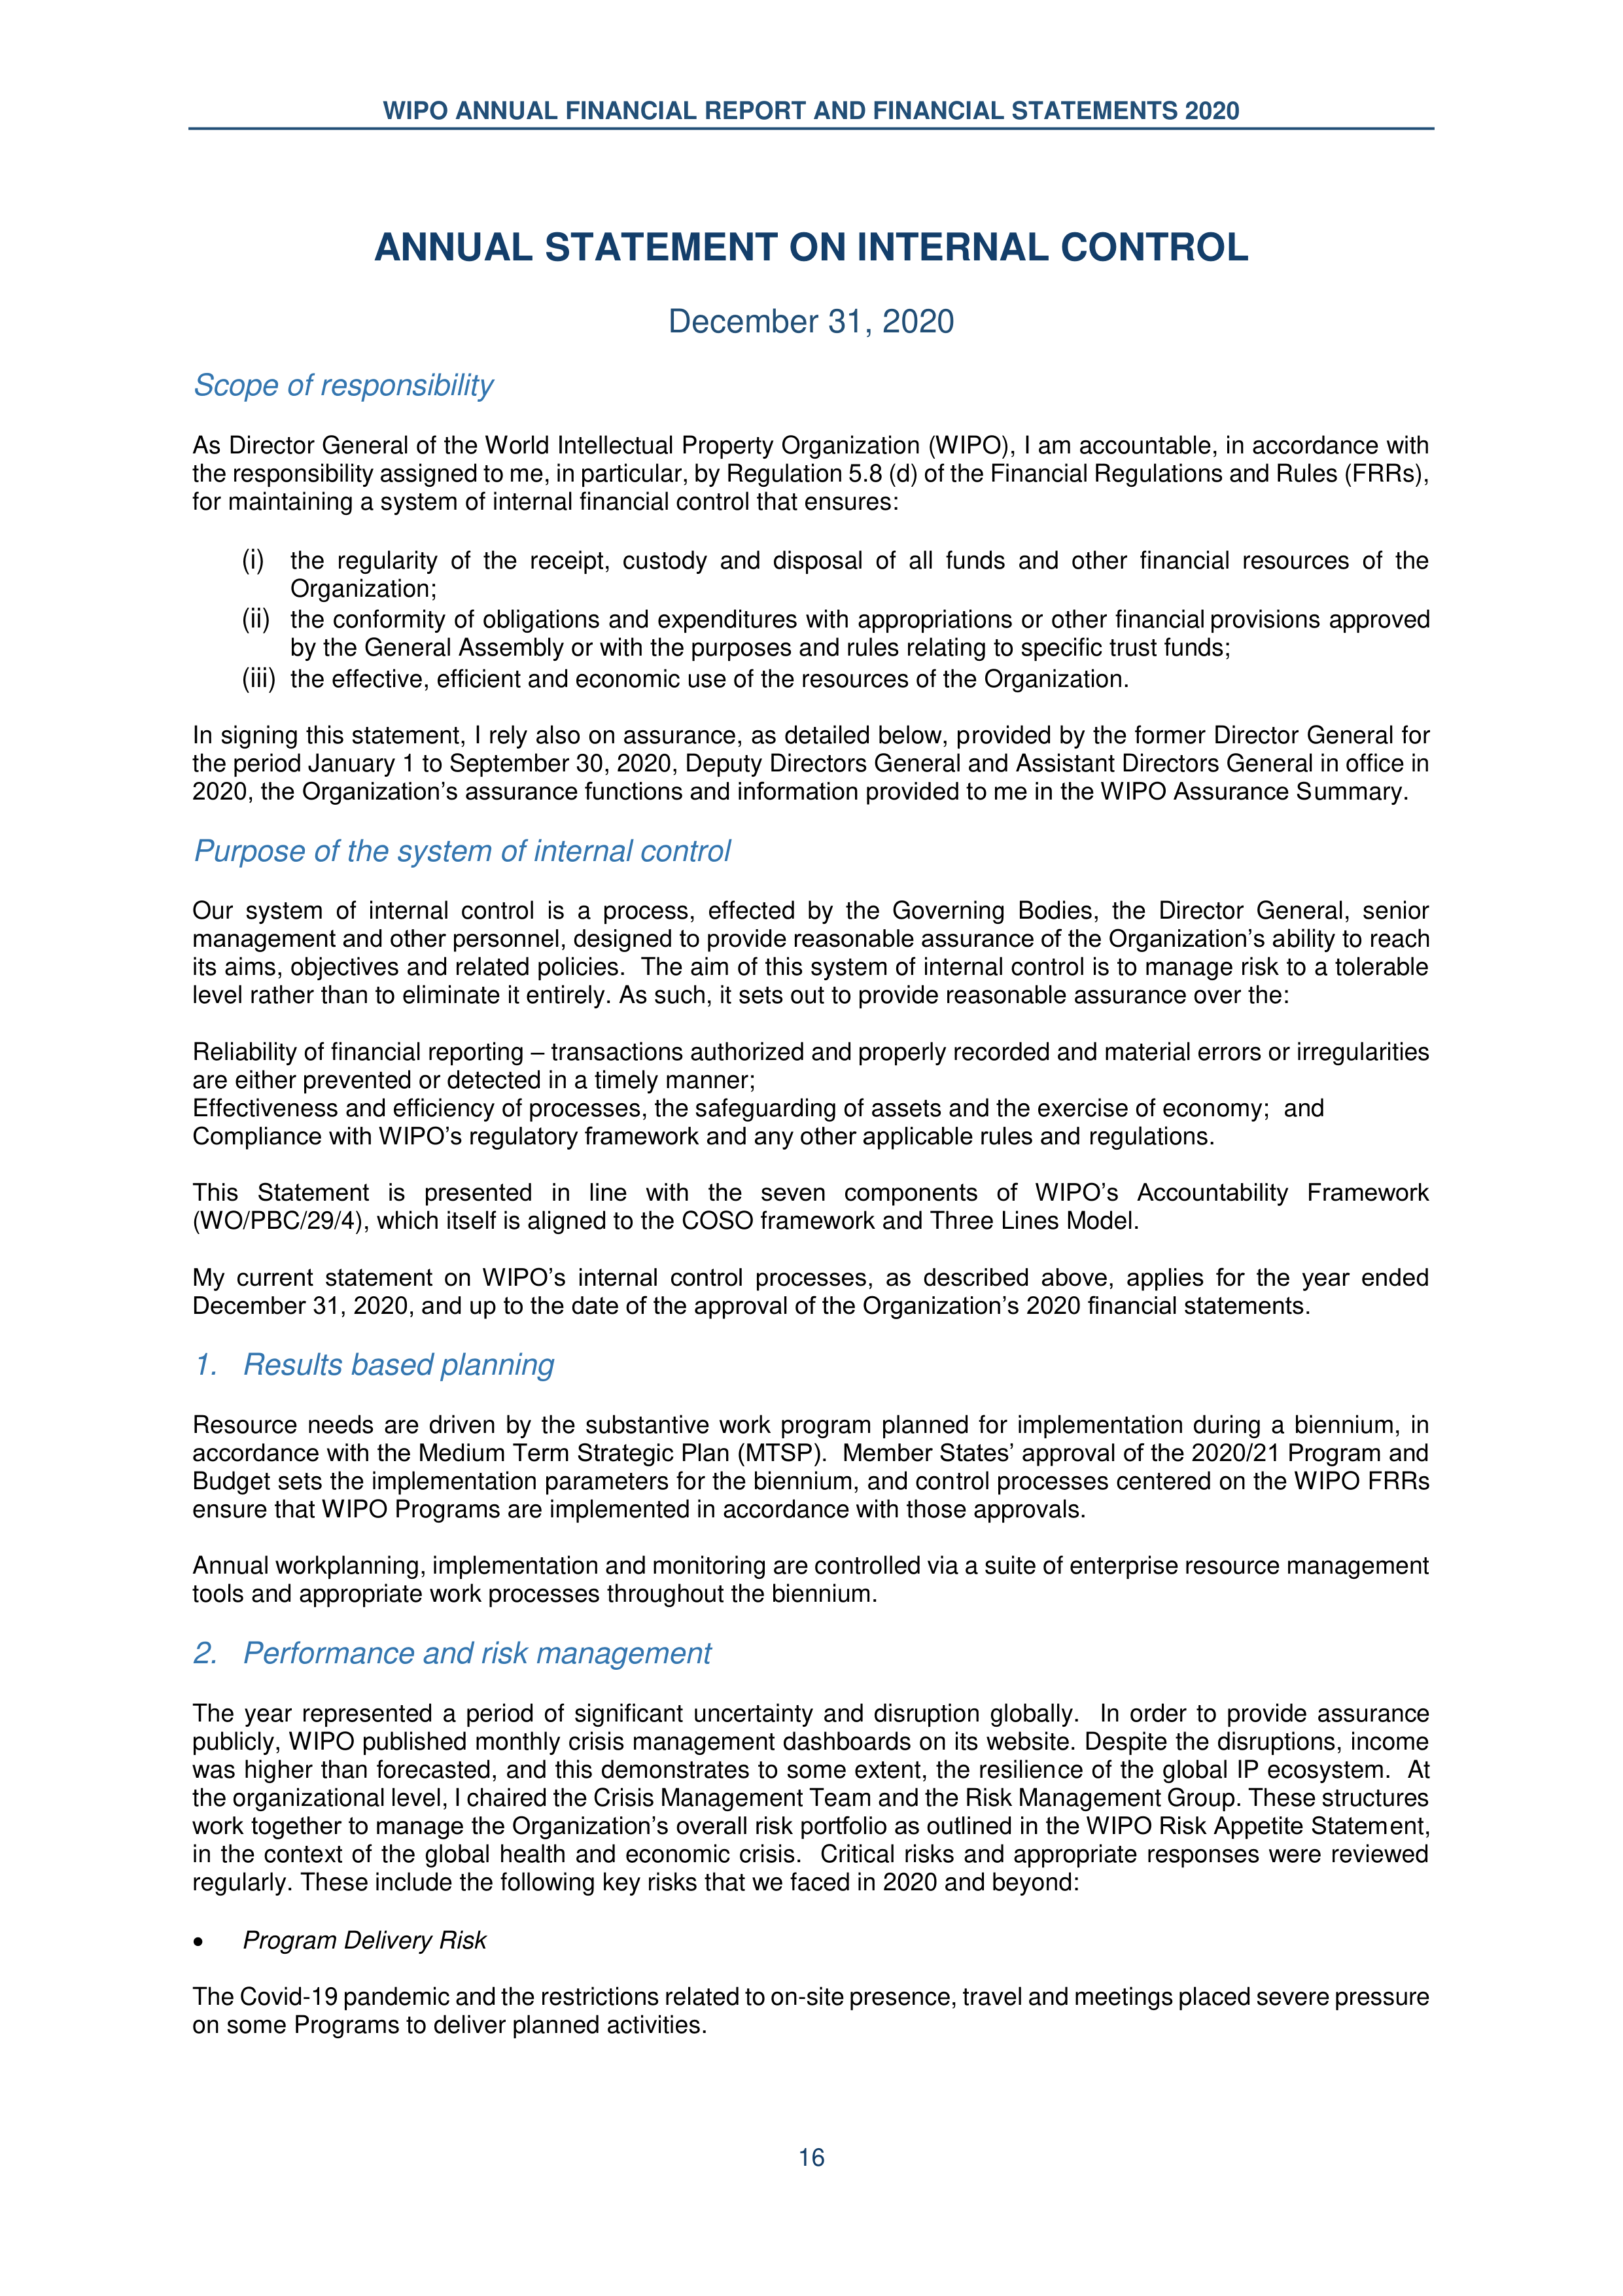 WIPO ANNUAL FINANCIAL REPORT AND FINANCIAL STATEMENTS 2020
ANNUAL STATEMENT ON INTERNAL CONTROL
December 31, 2020
Scope of responsibility
As Director General of the World Intellectual Property Organization (WIPO), I am accountable, in accordance with
the responsibility assigned to me, in particular, by Regulation 5.8 (d) of the Financial Regulations and Rules (FRRs),
for maintaining a system of internal financial control that ensures:
(i) the regularity of the receipt, custody and disposal of all funds and other financial resources of the
Organization;
(ii) the conformity of obligations and expenditures with appropriations or other financial provisions approved
by the General Assembly or with the purposes and rules relating to specific trust funds;
(iii) the effective, efficient and economic use of the resources of the Organization.
In signing this statement, I rely also on assurance, as detailed below, provided by the former Director General for
the period January 1 to September 30, 2020, Deputy Directors General and Assistant Directors General in office in
2020, the Organization's assurance functions and information provided to me in the WIPO Assurance Summary.
Purpose of the system of internal control
Our system of internal control is a process, effected by the Governing Bodies, the Director General, senior
management and other personnel, designed to provide reasonable assurance of the Organization's ability to reach
its aims, objectives and related policies. The aim of this system of internal control is to manage risk to a tolerable
level rather than to eliminate it entirely. As such, it sets out to provide reasonable assurance over the:
Reliability of financial reporting – transactions authorized and properly recorded and material errors or irregularities
are either prevented or detected in a timely manner;
Effectiveness and efficiency of processes, the safeguarding of assets and the exercise of economy; and
Compliance with WIPO's regulatory framework and any other applicable rules and regulations.
This Statement is presented in line with the seven components of WIPO's Accountability Framework
(WO/PBC/29/4), which itself is aligned to the COSO framework and Three Lines Model.
My current statement on WIPO's internal control processes, as described above, applies for the year ended
December 31, 2020, and up to the date of the approval of the Organization's 2020 financial statements.
1. Results based planning
Resource needs are driven by the substantive work program planned for implementation during a biennium, in
accordance with the Medium Term Strategic Plan (MTSP). Member States' approval of the 2020/21 Program and
Budget sets the implementation parameters for the biennium, and control processes centered on the WIPO FRRs
ensure that WIPO Programs are implemented in accordance with those approvals.
Annual workplanning, implementation and monitoring are controlled via a suite of enterprise resource management
tools and appropriate work processes throughout the biennium.
2. Performance and risk management
The year represented a period of significant uncertainty and disruption globally. In order to provide assurance
publicly, WIPO published monthly crisis management dashboards on its website. Despite the disruptions, income
was higher than forecasted, and this demonstrates to some extent, the resilience of the global IP ecosystem. At
the organizational level, I chaired the Crisis Management Team and the Risk Management Group. These structures
work together to manage the Organization's overall risk portfolio as outlined in the WIPO Risk Appetite Statement,
in the context of the global health and economic crisis. Critical risks and appropriate responses were reviewed
regularly. These include the following key risks that we faced in 2020 and beyond:
• Program Delivery Risk
The Covid-19 pandemic and the restrictions related to on-site presence, travel and meetings placed severe pressure
on some Programs to deliver planned activities.
16